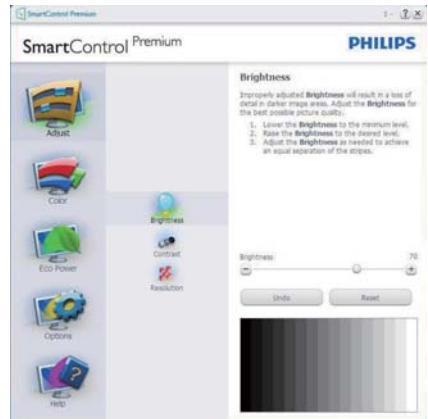 SmartControl Premium
SmartControl Premium
PHILIPS
Adjust
Color
Eco Power
Options
Help
Brightness
Contrast
Resolution
Brightness
Improperly adjusted Brightness will result in a loss of
detail in darker image areas. Adjust the Brightness for
the best possible picture quality.
1. Lower the Brightness to the minimum level.
2. Raise the Brightness to the desired level.
3. Adjust the Brightness as needed to achieve
an equal separation of the stripes.
Brightness 70
Undo Reset